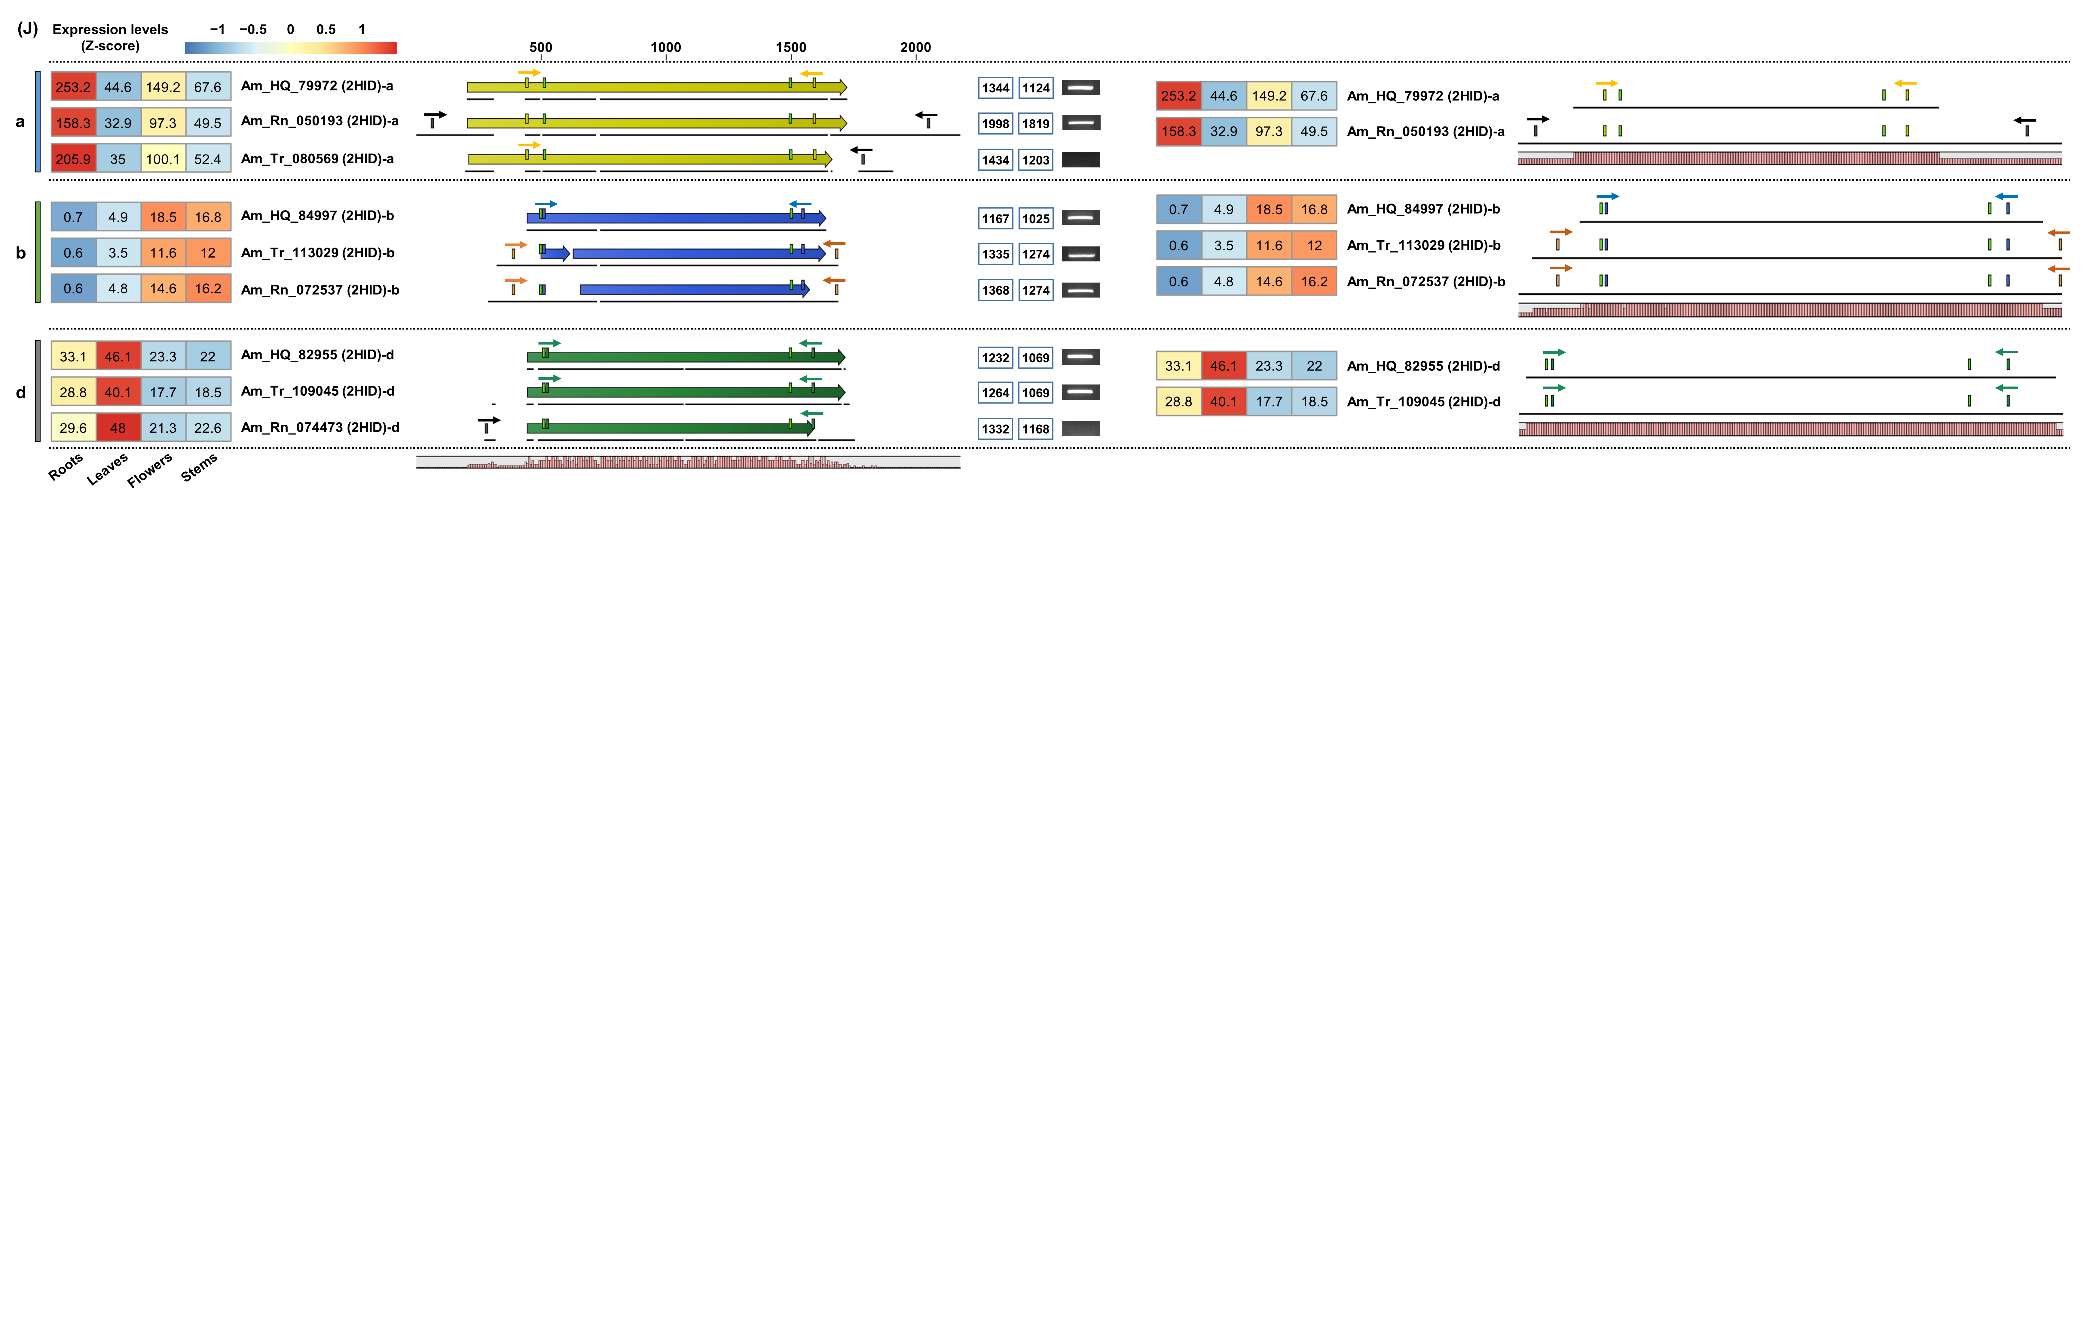 (J) Expression levels (Z-score) −1 −0.5 0 0.5 1
500 1000 1500 2000
a
253.2 44.6 149.2 67.6 Am_HQ_79972 (2HID)-a 1344 1124
158.3 32.9 97.3 49.5 Am_Rn_050193 (2HID)-a 1998 1819
205.9 35 100.1 52.4 Am_Tr_080569 (2HID)-a 1434 1203
253.2 44.6 149.2 67.6 Am_HQ_79972 (2HID)-a
158.3 32.9 97.3 49.5 Am_Rn_050193 (2HID)-a
b
0.7 4.9 18.5 16.8 Am_HQ_84997 (2HID)-b 1167 1025
0.6 3.5 11.6 12 Am_Tr_113029 (2HID)-b 1335 1274
0.6 4.8 14.6 16.2 Am_Rn_072537 (2HID)-b 1368 1274
0.7 4.9 18.5 16.8 Am_HQ_84997 (2HID)-b
0.6 3.5 11.6 12 Am_Tr_113029 (2HID)-b
0.6 4.8 14.6 16.2 Am_Rn_072537 (2HID)-b
d
33.1 46.1 23.3 22 Am_HQ_82955 (2HID)-d 1232 1069
28.8 40.1 17.7 18.5 Am_Tr_109045 (2HID)-d 1264 1069
29.6 48 21.3 22.6 Am_Rn_074473 (2HID)-d 1332 1168
33.1 46.1 23.3 22 Am_HQ_82955 (2HID)-d
28.8 40.1 17.7 18.5 Am_Tr_109045 (2HID)-d
Roots Leaves Flowers Stems